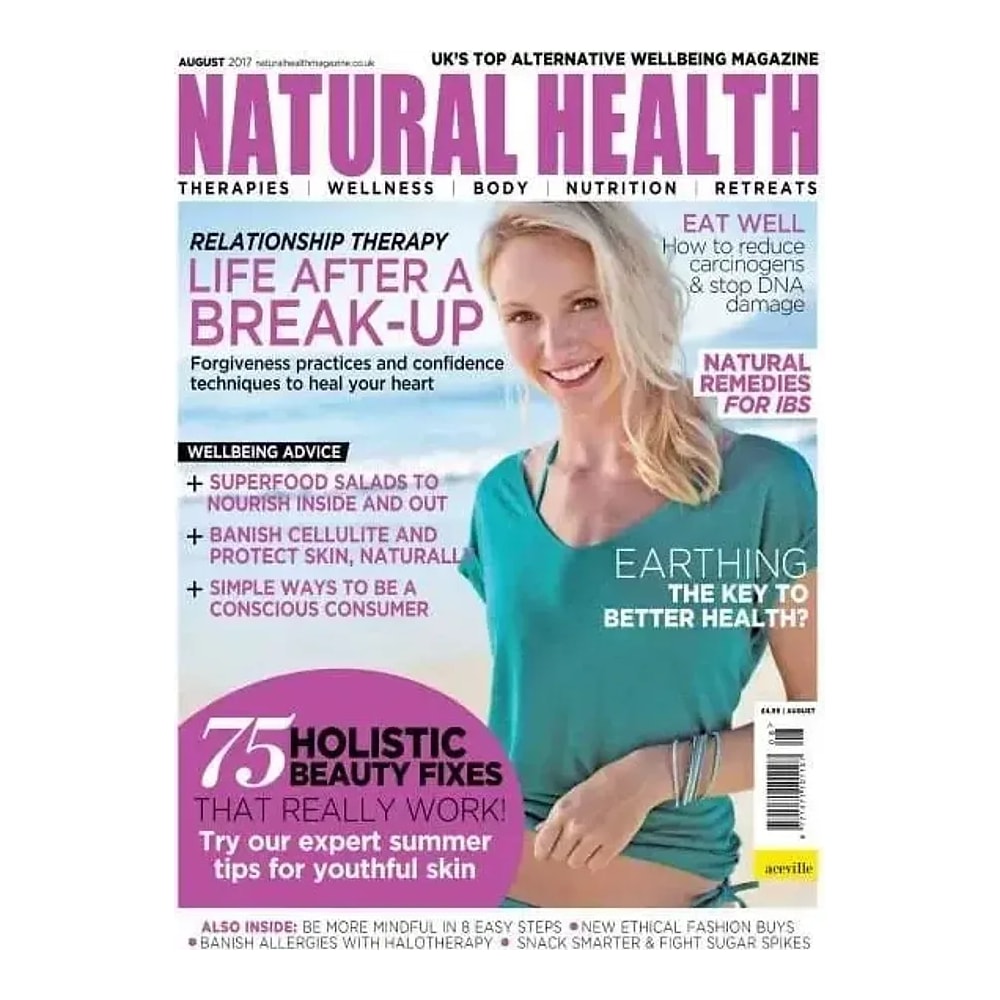 AUGUST 2017 naturalhealthmagazine.co.uk
UK'S TOP ALTERNATIVE WELLBEING MAGAZINE
NATURAL HEALTH
THERAPIES | WELLNESS | BODY | NUTRITION | RETREATS
RELATIONSHIP THERAPY
LIFE AFTER A
BREAK-UP
Forgiveness practices and confidence
techniques to heal your heart
EAT WELL
How to reduce
carcinogens
& stop DNA
damage
NATURAL
REMEDIES
FOR IBS
WELLBEING ADVICE
+ SUPERFOOD SALADS TO
NOURISH INSIDE AND OUT
+ BANISH CELLULITE AND
PROTECT SKIN, NATURALLY
+ SIMPLE WAYS TO BE A
CONSCIOUS CONSUMER
EARTHING
THE KEY TO
BETTER HEALTH?
75 HOLISTIC
BEAUTY FIXES
THAT REALLY WORK!
Try our expert summer
tips for youthful skin
£4.99 | AUGUST
08
aceville
ALSO INSIDE: BE MORE MINDFUL IN 8 EASY STEPS • NEW ETHICAL FASHION BUYS
• BANISH ALLERGIES WITH HALOTHERAPY • SNACK SMARTER & FIGHT SUGAR SPIKES